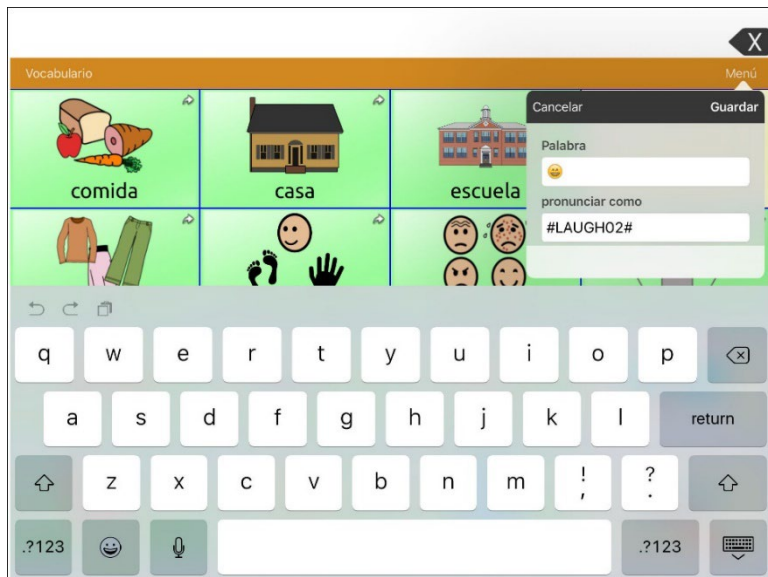 X
Vocabulario Menú
Cancelar Guardar
Palabra
😄
pronunciar como
#LAUGH02#
comida casa escuela
q w e r t y u i o p
a s d f g h j k l return
z x c v b n m ! , ? .
.?123 .?123